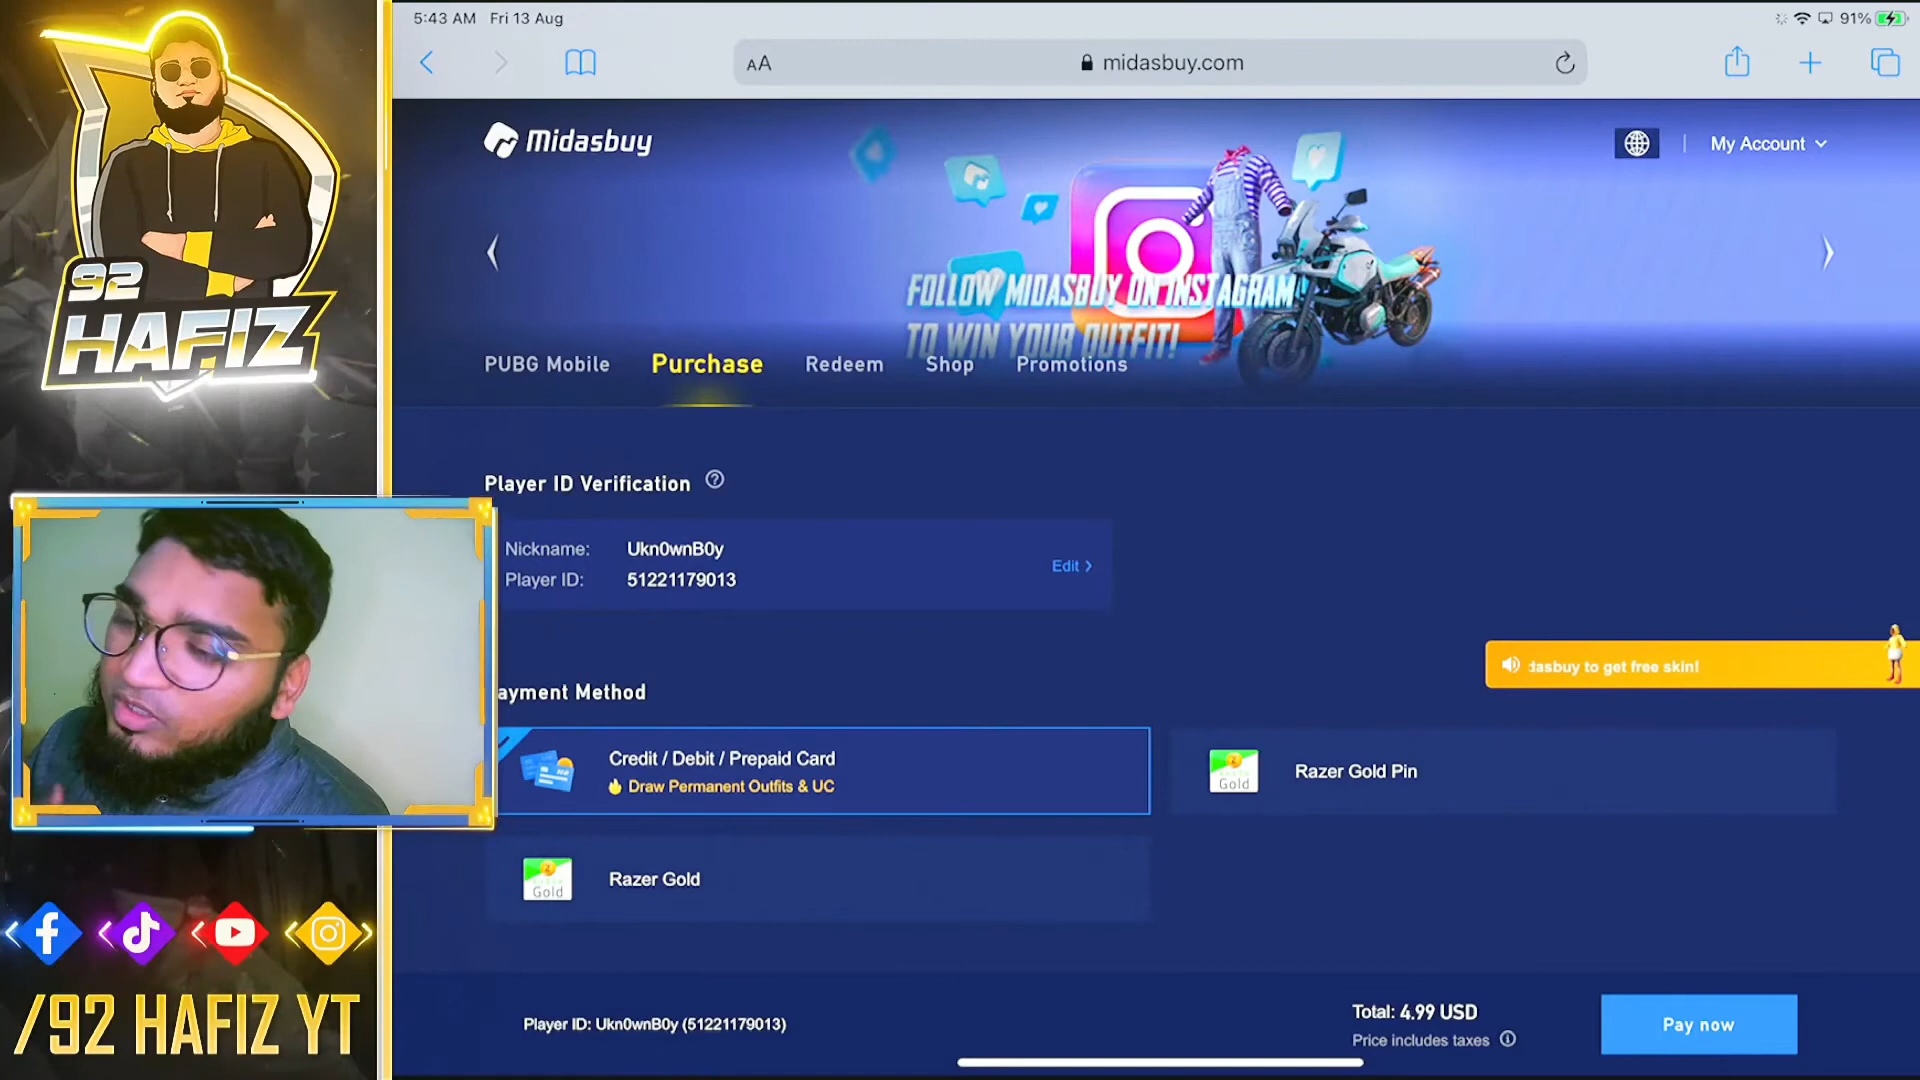 5:43 AM Fri 13 Aug
91%
AA
midasbuy.com
Midasbuy
My Account
FOLLOW MIDASBUY ON INSTAGRAM
TO WIN YOUR OUTFIT!
PUBG Mobile
Purchase
Redeem
Shop
Promotions
92
HAFIZ
Player ID Verification
Nickname: Ukn0wnB0y
Player ID: 51221179013
Edit >
dasbuy to get free skin!
ayment Method
Credit / Debit / Prepaid Card
Draw Permanent Outfits & UC
Gold
Razer Gold Pin
Gold
Razer Gold
/92 HAFIZ YT
Player ID: Ukn0wnB0y (51221179013)
Total: 4.99 USD
Price includes taxes
Pay now